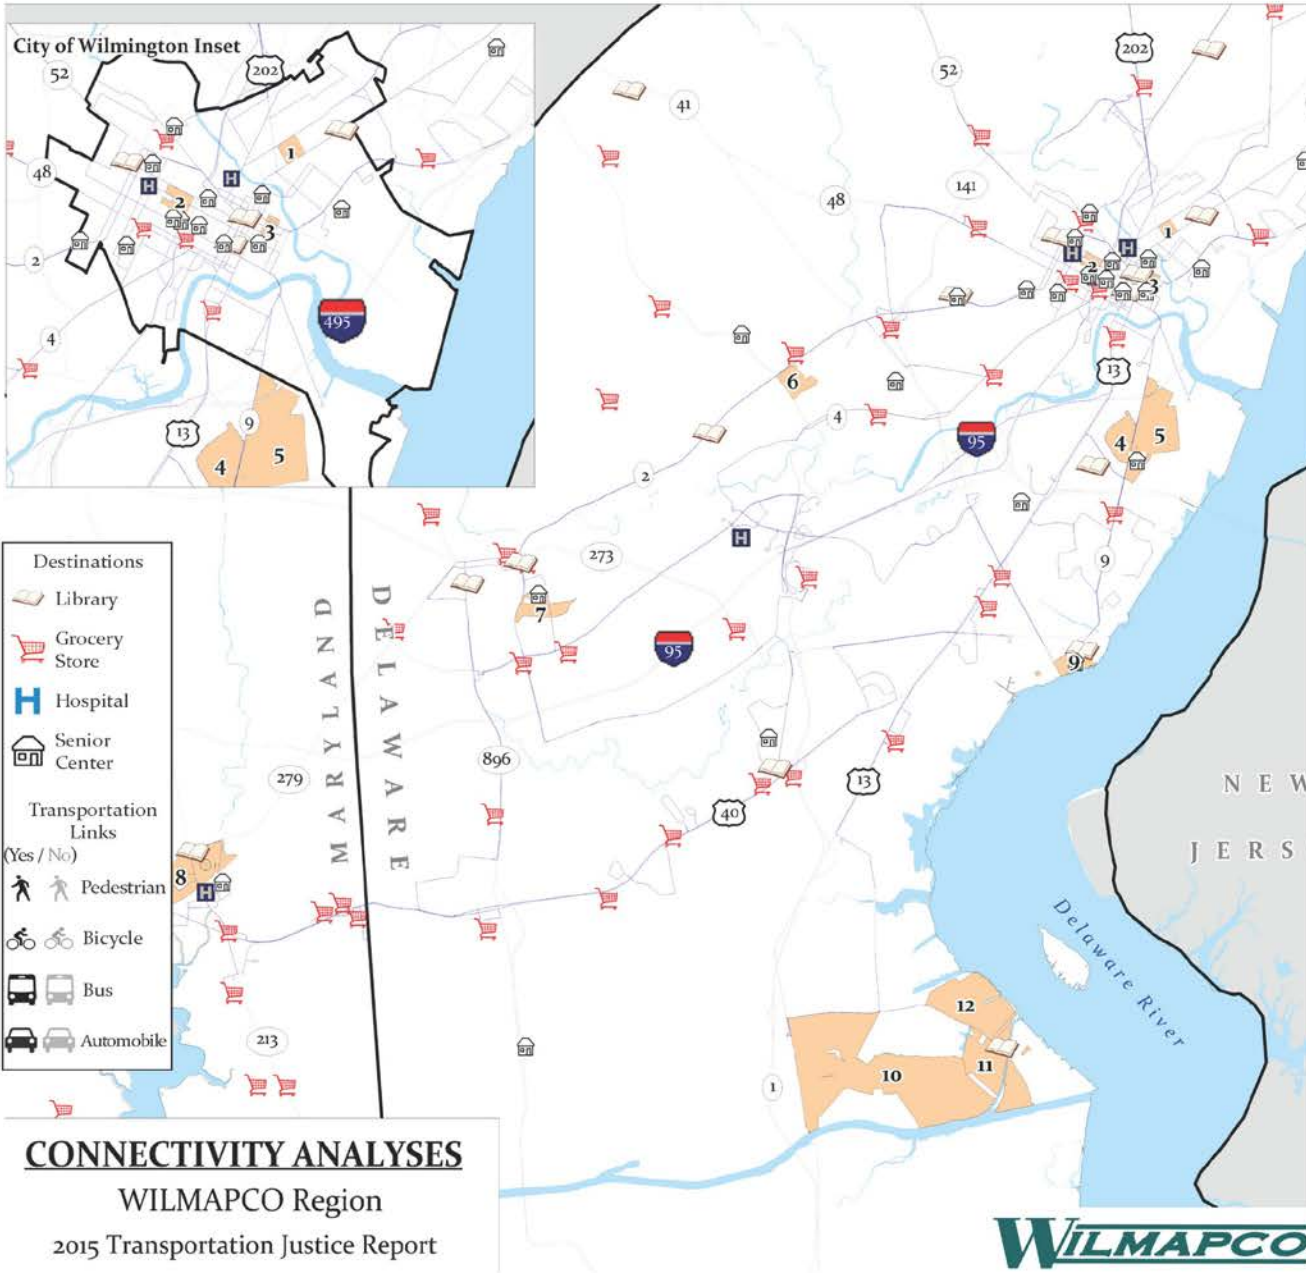 City of Wilmington Inset
52
202
48
2
4
495
13
9
1
2
3
4
5
52
202
41
48
141
1
2
3
13
6
4
95
4
5
2
273
9
7
95
9
896
279
MARYLAND
DELAWARE
13
40
NEW
JERS
8
213
Delaware River
12
11
10
1
Destinations
Library
Grocery
Store
H Hospital
Senior
Center
Transportation
Links
(Yes / No)
Pedestrian
Bicycle
Bus
Automobile
H
H
H
H
H
H
CONNECTIVITY ANALYSES
WILMAPCO Region
2015 Transportation Justice Report
WILMAPCO